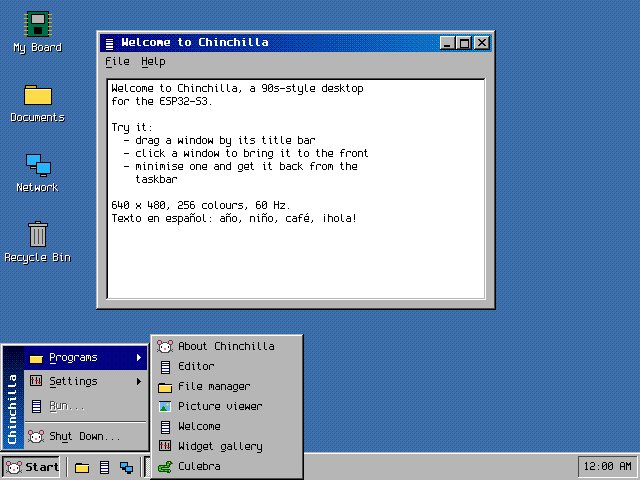 My Board
Documents
Network
Recycle Bin
Welcome to Chinchilla
File Help
Welcome to Chinchilla, a 90s-style desktop
for the ESP32-S3.
Try it:
- drag a window by its title bar
- click a window to bring it to the front
- minimise one and get it back from the
taskbar
640 x 480, 256 colours, 60 Hz.
Texto en español: año, niño, café, ¡hola!
Chinchilla
Programs
Settings
Run...
Shut Down...
About Chinchilla
Editor
File manager
Picture viewer
Welcome
Widget gallery
Culebra
Start
12:00 AM